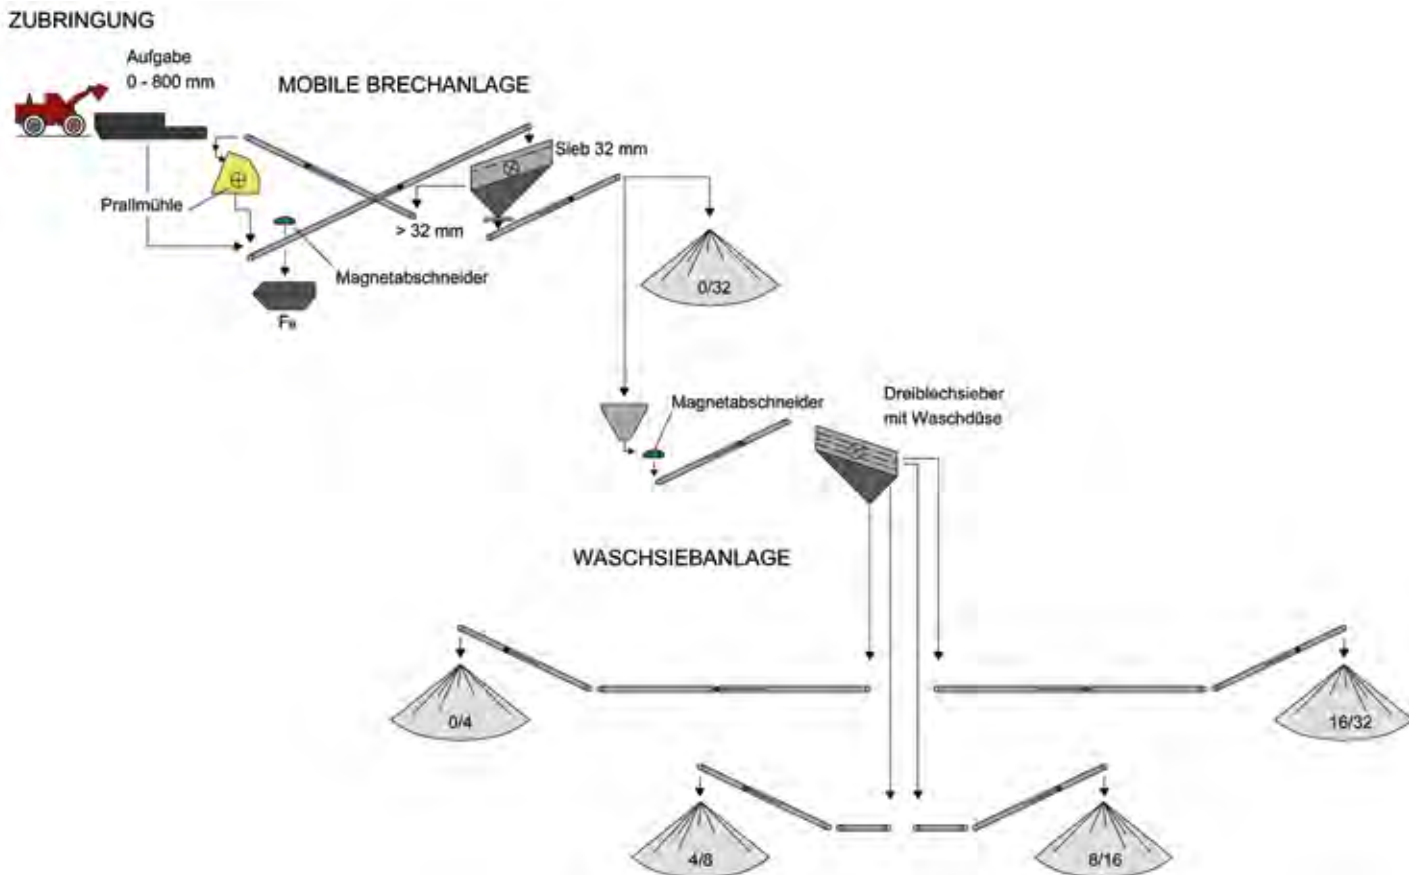 ZUBRINGUNG
Aufgabe
0 - 800 mm
MOBILE BRECHANLAGE
Sieb 32 mm
Prallmühle
> 32 mm
Magnetabschneider
0/32
Fe
Magnetabschneider
Dreiblechsieber
mit Waschdüse
WASCHSIEBANLAGE
0/4
16/32
4/8
8/16